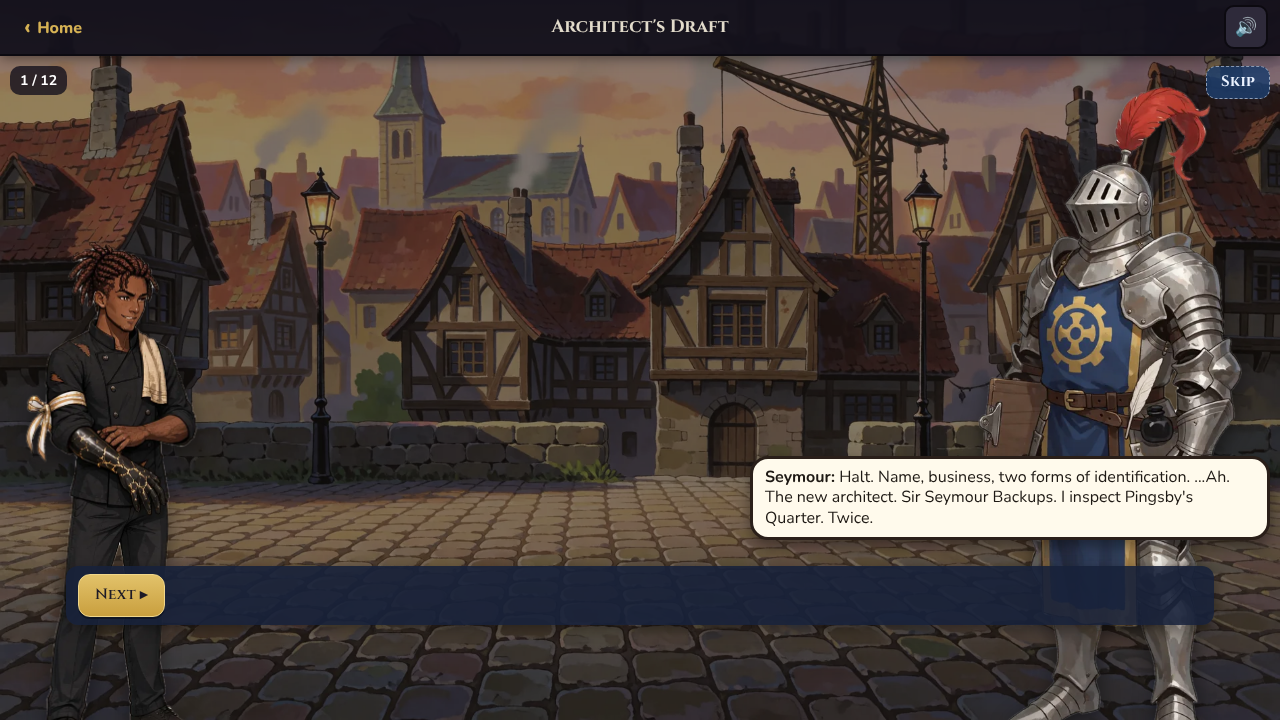 ‹ Home
Architect's Draft
1 / 12
Skip
Seymour: Halt. Name, business, two forms of identification. ...Ah.
The new architect. Sir Seymour Backups. I inspect Pingsby's
Quarter. Twice.
Next ▸